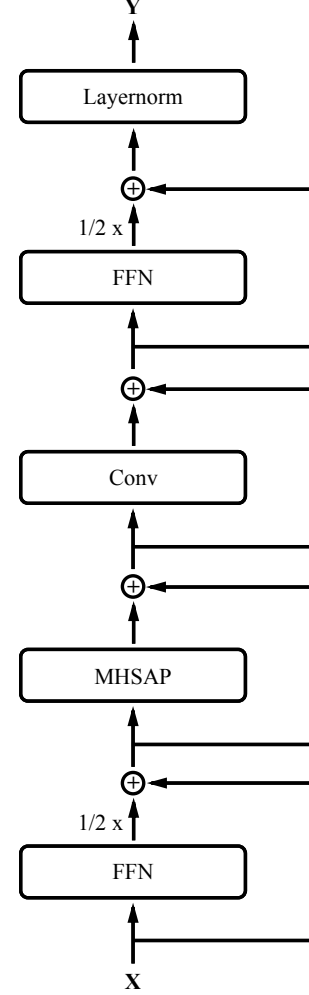 Y
Layernorm
1/2 x
FFN
Conv
MHSAP
1/2 x
FFN
X